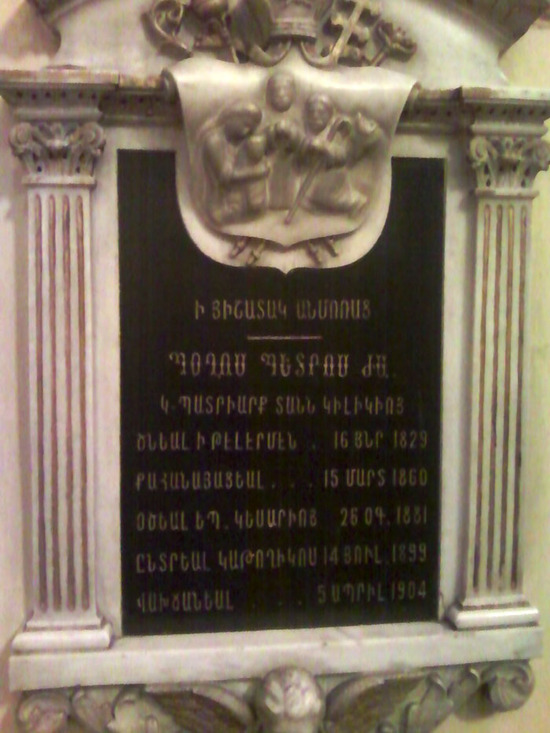 Ի ՅԻՇԱՏԱԿ ԱՆՄՈՌԱՑ
ՊՕՂՈՍ ՊԵՏՐՈՍ ԺԱ.
Կ. ՊԱՏՐԻԱՐՔ ՏԱՆՆ ԿԻԼԻԿԻՈՅ
ԾՆԵԱԼ Ի ԹԷԼԷՐՄԷՆ . 16 ՅՆՐ 1829
ՔԱՀԱՆԱՅԱՑԵԱԼ . . . 15 ՄԱՐՏ 1860
ՕԾԵԱԼ ԵՊ. ԿԵՍԱՐԻՈՅ 26 ՕԳ. 1881
ԸՆՏՐԵԱԼ ԿԱԹՈՂԻԿՈՍ 14 ՅՈՒԼ. 1899
ՎԱԽՃԱՆԵԱԼ . . . 5 ԱՊՐԻԼ 1904